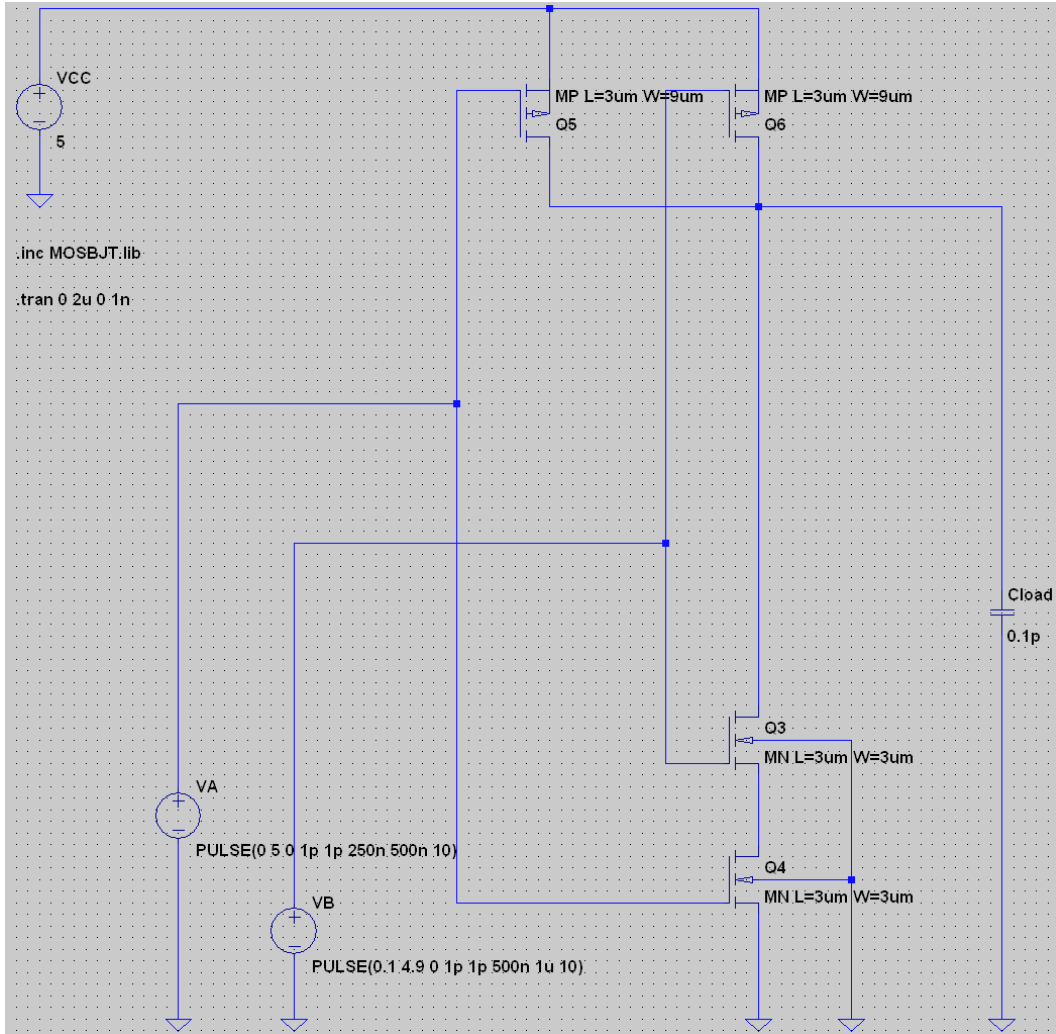 VCC
MP L=3um W=9um
MP L=3um W=9um
Q5
Q6
5
.inc MOSBJT.lib
.tran 0 2u 0 1n
Cload
0.1p
Q3
MN L=3um W=3um
VA
PULSE(0 5 0 1p 1p 250n 500n 10)
Q4
MN L=3um W=3um
VB
PULSE(0.1 4.9 0 1p 1p 500n 1u 10)